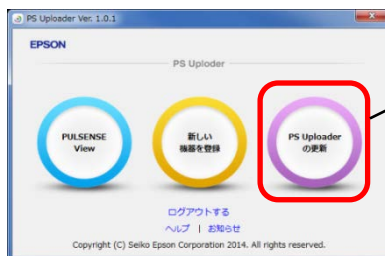 PS Uploader Ver. 1.0.1
EPSON
PS Uploder
PULSENSE
View
新しい
機器を登録
PS Uploader
の更新
ログアウトする
ヘルプ | お知らせ
Copyright (C) Seiko Epson Corporation 2014. All rights reserved.